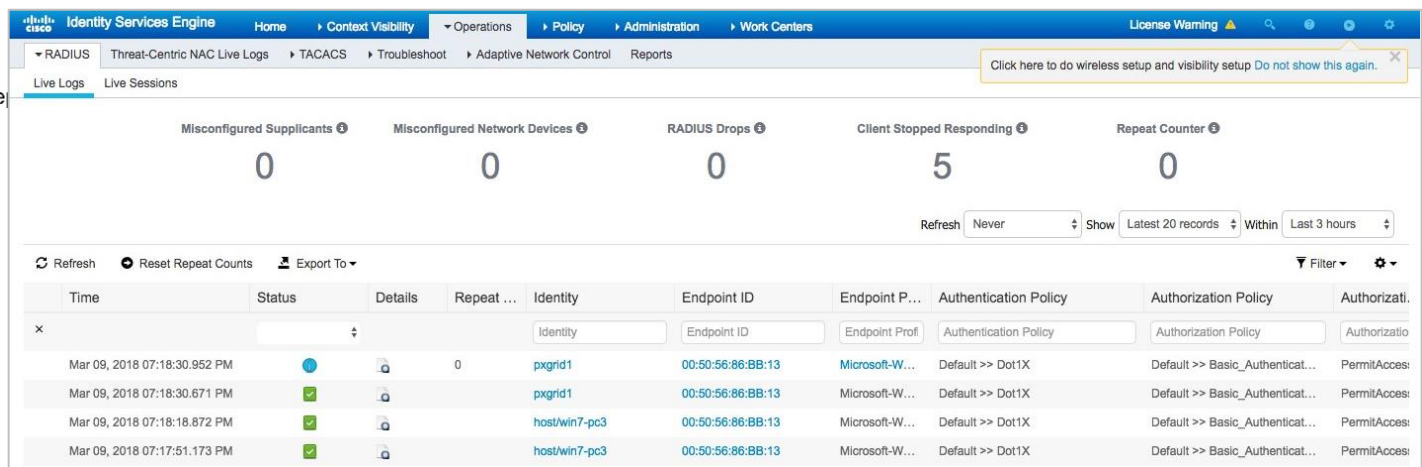 cisco Identity Services Engine Home Context Visibility Operations Policy Administration Work Centers License Warning
RADIUS Threat-Centric NAC Live Logs TACACS Troubleshoot Adaptive Network Control Reports
Click here to do wireless setup and visibility setup Do not show this again.
Live Logs Live Sessions
Misconfigured Supplicants Misconfigured Network Devices RADIUS Drops Client Stopped Responding Repeat Counter
0 0 0 5 0
Refresh Never Show Latest 20 records Within Last 3 hours
Refresh Reset Repeat Counts Export To Filter
Time Status Details Repeat ... Identity Endpoint ID Endpoint P... Authentication Policy Authorization Policy Authorizati.
Identity Endpoint ID Endpoint Profi Authentication Policy Authorization Policy Authorizatio
Mar 09, 2018 07:18:30.952 PM 0 pxgrid1 00:50:56:86:BB:13 Microsoft-W... Default >> Dot1X Default >> Basic_Authenticat... PermitAccess
Mar 09, 2018 07:18:30.671 PM pxgrid1 00:50:56:86:BB:13 Microsoft-W... Default >> Dot1X Default >> Basic_Authenticat... PermitAccess
Mar 09, 2018 07:18:18.872 PM host/win7-pc3 00:50:56:86:BB:13 Microsoft-W... Default >> Dot1X Default >> Basic_Authenticat... PermitAccess
Mar 09, 2018 07:17:51.173 PM host/win7-pc3 00:50:56:86:BB:13 Microsoft-W... Default >> Dot1X Default >> Basic_Authenticat... PermitAccess